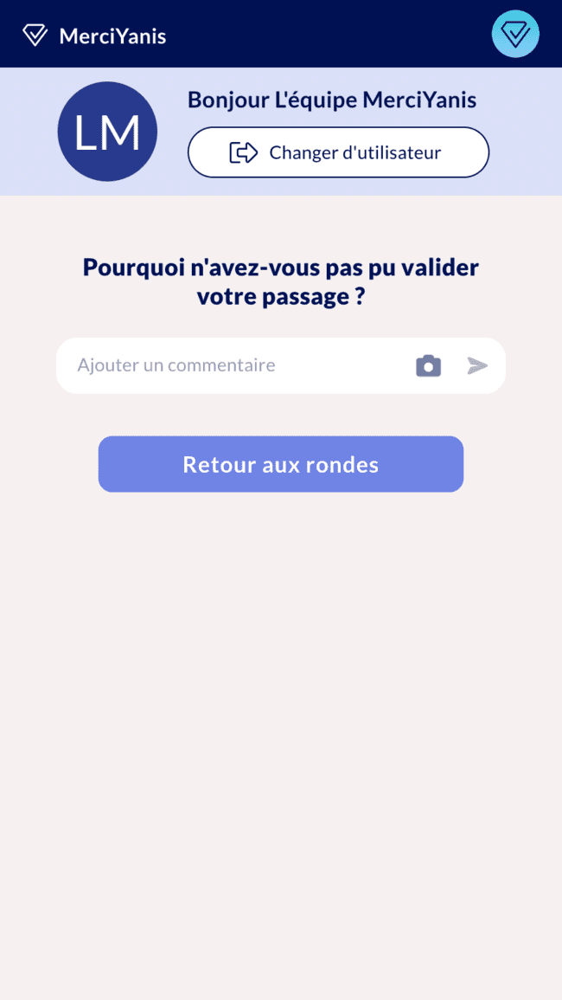 MerciYanis
LM
Bonjour L'équipe MerciYanis
Changer d'utilisateur
Pourquoi n'avez-vous pas pu valider
votre passage ?
Ajouter un commentaire
Retour aux rondes